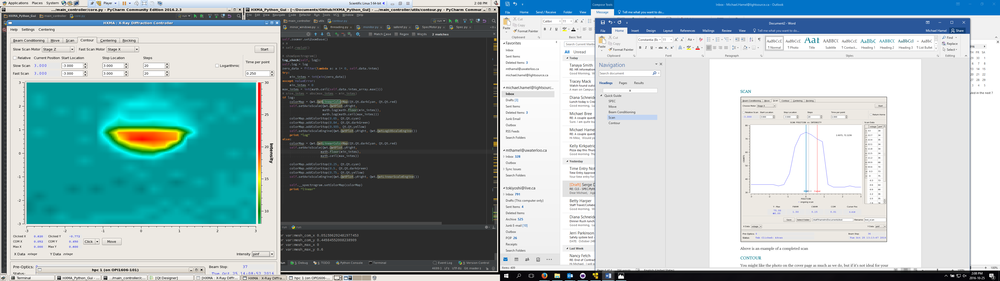 Applications Places System Player Scientific Linux 5 64-bit 2:08 PM
.../main_controller/core.py - PyCharm Community Edition 2016.2.3
HXMA_Python_Gui - [~/Documents/GitHub/HXMA_Python_Gui] - .../main_controller/utils/contour.py - PyCharm Commur
File Edit View Navigate Code Refactor Run Tools VCS Window Help
HXMA_Python_Gui main_controller core.py run
main_controller utils contour.py run
HXMA : X-Ray Diffraction Controller
Help Settings Centering
Beam Conditioning Move Scan Contour Centering Rocking
Slow Scan Motor Stage Z Fast Scan Motor Stage X Start
Relative Current Position Start Location Stop Location Steps
Slow Scan 3.000 -3.000 3.000 20 Logarithmic Time per point
Fast Scan 3.000 -3.000 3.000 20 0.250
3
2
1
0
-1
-2
-3
-3 -2 -1 0 1 2 3
30
25
20
15
10
Intensity
Clicked X 0.620 Clicked Y -0.772
COM X 0.052 COM Y 0.450 Click Move
Max X 0.000 Max Y 0.600
X Data xstage Y Data zstage Intensity pinf
Pre-Optics: 0 Beam Stop: 37
Status: Tue Oct 25 14:08:52 2016
hpc 1 (on OPI1606-101)
minor_windows.py threading.py monitor.py saferef.py SpecMotor.py Spec.py
Match Case Regex Words 2 matches
self.zoomer.setZoomBase()
# #
# self.replot()
# showSpectrogram()
log_check(self, log):
self.log = log
zero_data = filter(lambda a: a != 0, self.data.intes)
try:
min_intes = int(min(zero_data))
except ValueError:
min_intes = 0
max_intes = int(math.ceil(self.data.intes_array.max()))
# size_intes = abs(max_intes - min_intes)
if log:
colorMap = Qwt.QwtLinearColorMap(Qt.Qt.darkCyan, Qt.Qt.red)
self.setAxisScale(Qwt.QwtPlot.yRight,
math.log(math.floor(min_intes)),
math.log(math.ceil(max_intes)))
colorMap.addColorStop(0.65, Qt.Qt.cyan)
colorMap.addColorStop(0.84, Qt.Qt.darkGreen)
colorMap.addColorStop(0.935, Qt.Qt.yellow)
self.setAxisScaleEngine(Qwt.QwtPlot.yRight, Qwt.QwtLog10ScaleEngine())
print "log"
else:
colorMap = Qwt.QwtLinearColorMap(Qt.Qt.darkCyan, Qt.Qt.red)
self.setAxisScale(Qwt.QwtPlot.yRight,
math.floor(min_intes),
math.ceil(max_intes))
colorMap.addColorStop(0.25, Qt.Qt.cyan)
colorMap.addColorStop(0.5, Qt.Qt.darkGreen)
colorMap.addColorStop(0.75, Qt.Qt.yellow)
self.setAxisScaleEngine(Qwt.QwtPlot.yRight, Qwt.QwtLinearScaleEngine())
self.__spectrogram.setColorMap(colorMap)
print "linear"
run run
or var:mesh_com_x 0.051596292481977453
or var:mesh_com_y 0.44984552008238909
or var:mesh_max_x 0
or var:mesh_max_y 0.6
Run 5: Debug 6: TODO Python Console Terminal Event Log 9: Version Control
4699:1 LF UTF-8 Git: master
Terminal HXMA_Python_Gui - ... .../main_controller/c... [Qt Designer] [HXMA : X-Ray Diffr... HXMA : X-Ray Diffra... hpc 1 (on OPI1606-...
Inbox - Michael.Hamel@lightsource.ca - Outlook
Compose Tools
File Home Send / Receive Folder View Message Tell me what you want to do...
Paste Cut Copy Format Painter
Clipboard
Calibri 11
B I U
Basic Text
Favorites
Inbox
Sent Items
Deleted Items 3
mthamel@uwaterloo.ca
michael.hamel@lightsource.ca
michael.hamel@lightsourc...
Inbox
Drafts [3]
Sent Items
Deleted Items 3
Junk Email
Outbox
RSS Feeds
Search Folders
mthamel@uwaterloo.ca
Inbox 328
Outbox
Sync Issues
Search Folders
tokiyoshi@live.ca
Inbox 791
Drafts (This computer only)
Sent Items 4
Deleted Items
Archive 525
Junk E-mail [10]
Outbox
POP 26
Receipts
Search Folders
Items: 409
Search Current Mailbo
All Unread
Today
Tanaya Smith
RE: HR Information
Good Morning, W
Tracey Mack
Watch found outsi
A man on Campus
Diana Schneide
Lunch today is Crea
Good morning, Lu
Michael Bree
RE: A couple questi
Sure. I am quite bu
Michael Hamel
RE: A couple questi
Hi Mike, Would yo
Kelly Kirkpatric
Pizza day this Thurs
Good morning Tha
Yesterday
Time Entry Not
Time Entry Approve
Your time entry for
[Draft] Serge D
RE: CLS - SPEC/Pyth
Dear Michael, Aga
Betty Harper
Staff Travel/Collabo
Good morning, Wo
Diana Schneide
Dinner Rush lunch
Good morning, Lu
Jerri Parkinson
Safety system test -
DATE: October 24th
Last Week
Nancy Fetch
RE: End of Contrac
Hi Michael, I will p
Document2 - Word
File Home Insert Design Layout References Mailings Review View Tell me what you want to do... Michael Hamel Share
Paste Cut Copy Format Painter
Constantia (Bc 11
Normal Photo Title Subtitle Contact... Heading 1 Heading 2 Heading 3 List Bullet
Find Replace Select
Clipboard Font Paragraph Styles Editing
Navigation
Search document
Headings Pages Results
Quick Guide
SPEC
Move
Beam Conditioning
Scan
Contour
SCAN
Beam Conditioning Move Scan Contour Centering Rocking
Choose Motor Stage X Start
Relative Scan Start Location Stop Location Steps Time per point Return Home
-3.000 3.000 -3.000 20 1.000
SCAN POSITION vs INTENSITY Scan Data
xstage pinf
1.6071, 71.1236
80
70
60
50
40
30
COUNTS
Cursor
-3 -2 -1 0 1 2 3
POSITION
ongoing scan
Y - Max FWHM CWHM COM Cursor Pos
75.00 1.50 0.15 0.01 0.618
@0.00
Save Select Folder /staff/hamelm/Documents/test Filename: test_scan
X Data xstage Y Data pinf
Pre-Optics: 0 Beam Stop: 36
Status: Tab Clicked: &Scan Tue Oct 25 13:13:47 2016
Above is an example of a completed scan
CONTOUR
You might like the photo on the cover page as much as we do, but if it's not ideal for your
Page 4 of 4 256 words English (United States) 100%
2016
TH FR SA
29 30 1
6 7 8
13 14 15
20 21 22
27 28 29
3 4 5
uled in the next 7
100%
2:08 PM
2016-10-25